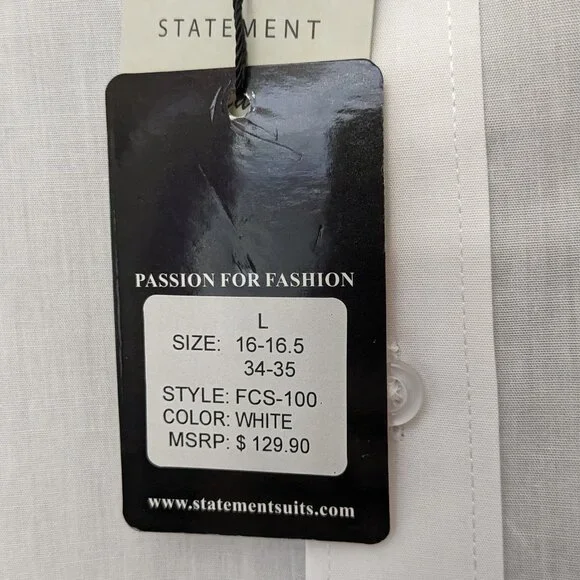 STATEMENT
PASSION FOR FASHION
L
SIZE: 16-16.5
34-35
STYLE: FCS-100
COLOR: WHITE
MSRP: $ 129.90
www.statementsuits.com